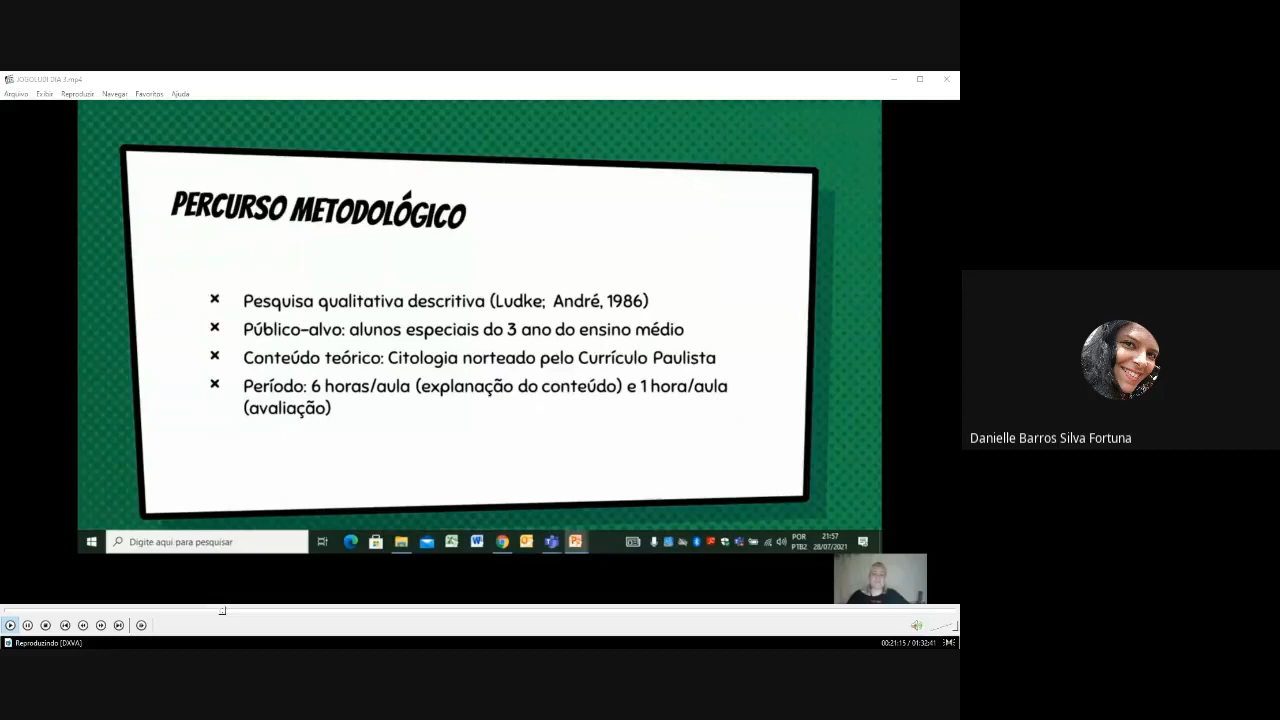 JOGOLUDI DIA 3.mp4
Arquivo Exibir Reproduzir Navegar Favoritos Ajuda
PERCURSO METODOLÓGICO
× Pesquisa qualitativa descritiva (Ludke; André, 1986)
× Público-alvo: alunos especiais do 3 ano do ensino médio
× Conteúdo teórico: Citologia norteado pelo Currículo Paulista
× Período: 6 horas/aula (explanação do conteúdo) e 1 hora/aula
(avaliação)
Danielle Barros Silva Fortuna
Digite aqui para pesquisar
POR
PTB2
21:57
28/07/2021
Reproduzindo [DXVA]
00:21:15 / 01:32:41